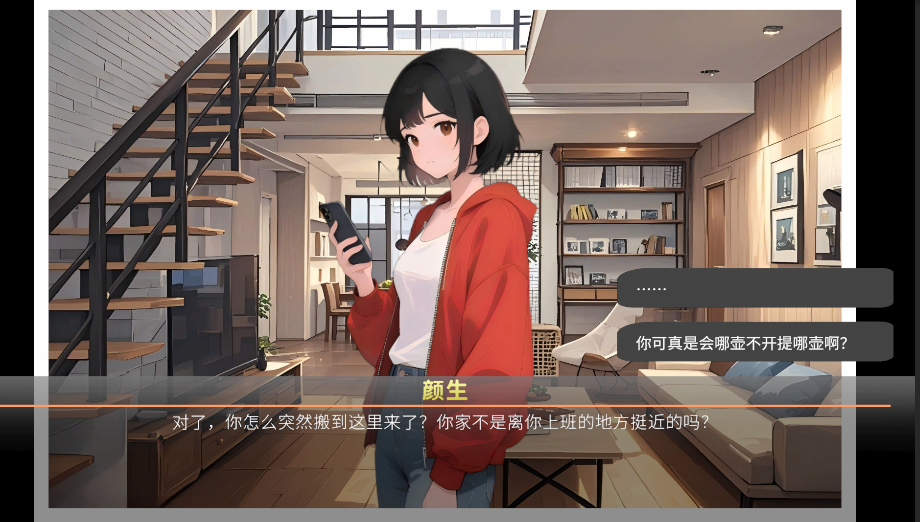 ……
你可真是会哪壶不开提哪壶啊？
颜生
对了，你怎么突然搬到这里来了？你家不是离你上班的地方挺近的吗？